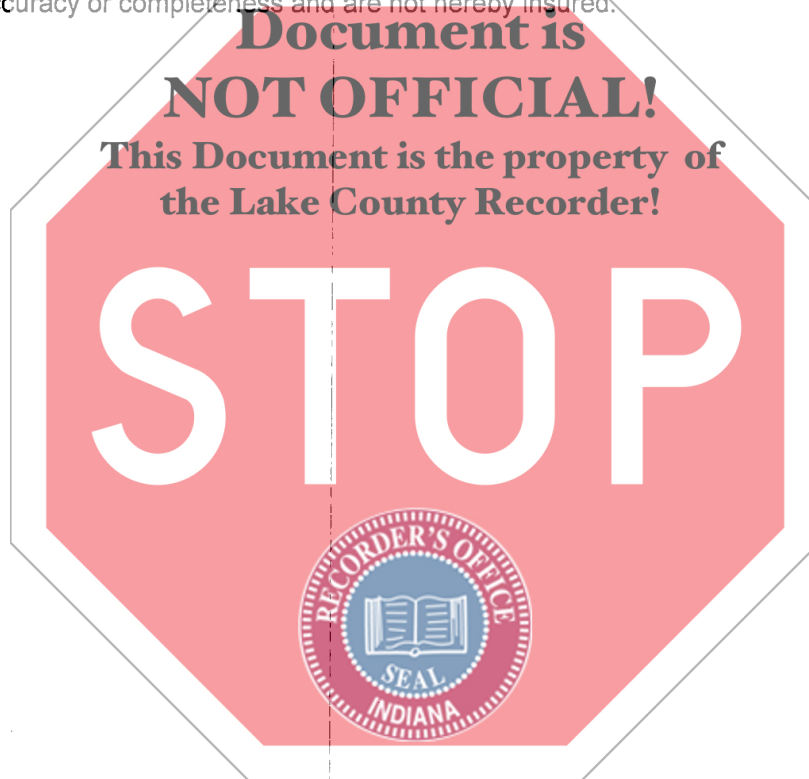 curacy or completeness and are not hereby insured.
Document is
NOT OFFICIAL!
This Document is the property of
the Lake County Recorder!
STOP
RECORDER'S OFFICE
SEAL
INDIANA